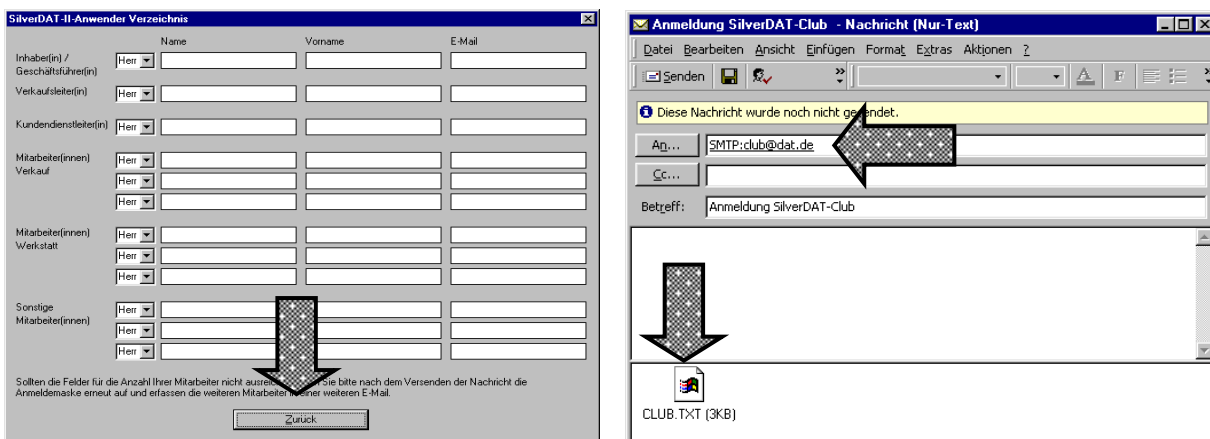 SilverDAT-II-Anwender Verzeichnis
Name Vorname E-Mail
Inhaber(in) /
Geschäftsführer(in)
Herr
Verkaufsleiter(in)
Herr
Kundendienstleiter(in)
Herr
Mitarbeiter(innen)
Verkauf
Herr
Herr
Herr
Mitarbeiter(innen)
Werkstatt
Herr
Herr
Herr
Sonstige
Mitarbeiter(innen)
Herr
Herr
Herr
Sollten die Felder für die Anzahl Ihrer Mitarbeiter nicht Sie bitte nach dem Versenden der Nachricht die
Anmeldemaske erneut auf und erfassen die weiteren Mitarbeiter weiteren E-Mail.
Zurück
Anmeldung SilverDAT-Club - Nachricht (Nur-Text)
Datei Bearbeiten Ansicht Einfügen Format Extras Aktionen ?
Senden
F
Diese Nachricht wurde noch nicht gesendet.
An... SMTP:club@dat.de
Cc...
Betreff: Anmeldung SilverDAT-Club
CLUB.TXT (3KB)